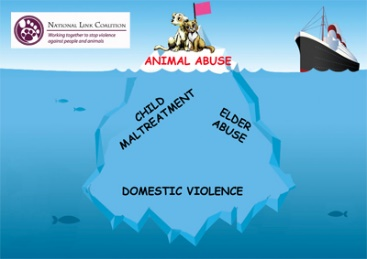 NATIONAL LINK COALITION
Working together to stop violence
against people and animals
ANIMAL ABUSE
CHILD
MALTREATMENT
ELDER
ABUSE
DOMESTIC VIOLENCE